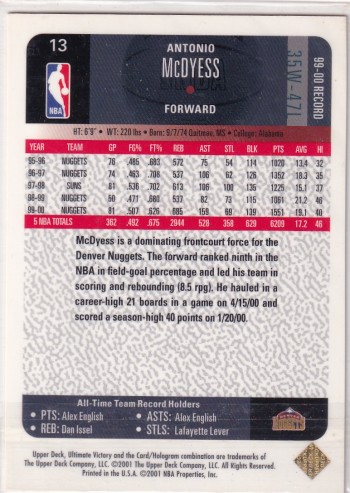 13
ANTONIO
McDYESS
FORWARD
99-00 RECORD
35W-47L
NBA
HT: 6'9" • WT: 220 lbs • Born: 9/7/74 Quitman, MS • College: Alabama
YEAR TEAM G FG% FT% REB AST STL BLK PTS AVG HI
95-96 NUGGETS 76 .485 .683 572 75 54 114 1020 13.4 32
96-97 NUGGETS 74 .463 .708 537 106 62 126 1352 18.3 35
97-98 SUNS 81 .536 .702 613 106 100 135 1225 15.1 37
98-99 NUGGETS 50 .471 .680 537 82 73 115 1061 21.2 46
99-00 NUGGETS 81 .507 .626 685 159 69 139 1551 19.1 40
5 NBA TOTALS 362 .492 .675 2944 528 358 629 6209 17.2 46
McDyess is a dominating frontcourt force for the
Denver Nuggets. The forward ranked ninth in the
NBA in field-goal percentage and led his team in
scoring and rebounding (8.5 rpg). He hauled in a
career-high 21 boards in a game on 4/15/00 and
scored a season-high 40 points on 1/20/00.
All-Time Team Record Holders
• PTS: Alex English • ASTS: Alex English
• REB: Dan Issel • STLS: Lafayette Lever
Upper Deck, Ultimate Victory and the Card/Hologram combination are trademarks of
The Upper Deck Company, LLC. ©2001 The Upper Deck Company, LLC. All Rights Reserved.
Printed in the U.S.A. ©2001 NBA Properties, Inc.